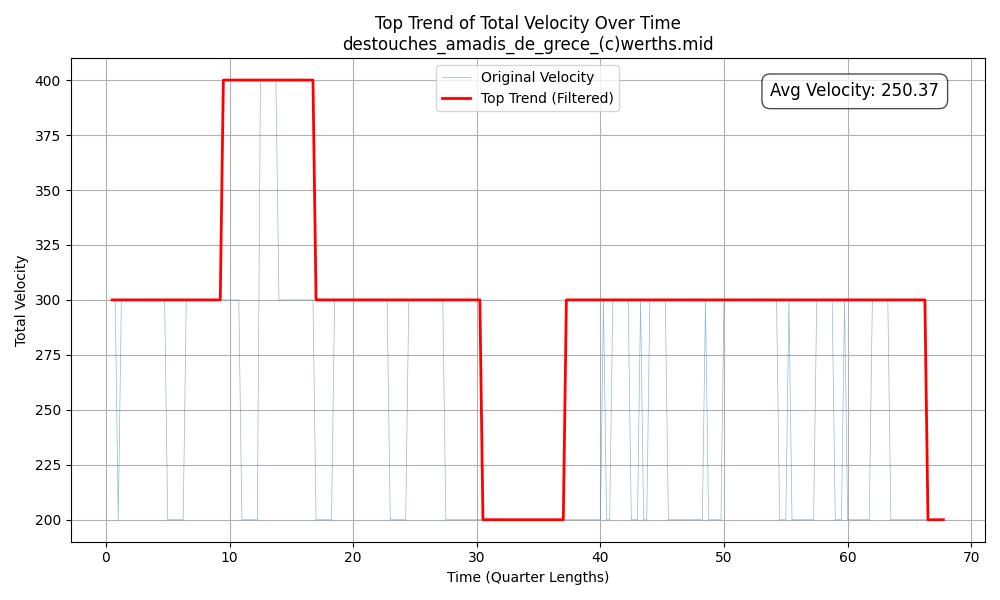 Top Trend of Total Velocity Over Time
destouches_amadis_de_grece_(c)werths.mid
Original Velocity
Top Trend (Filtered)
Avg Velocity: 250.37
Total Velocity
400
375
350
325
300
275
250
225
200
0 10 20 30 40 50 60 70
Time (Quarter Lengths)